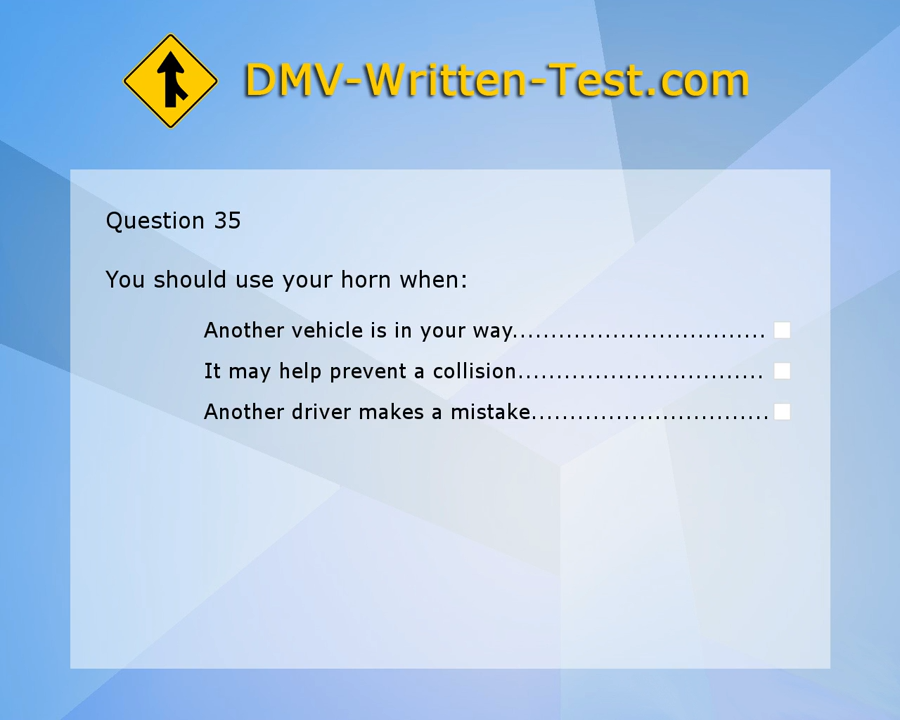 DMV-Written-Test.com
Question 35
You should use your horn when:
Another vehicle is in your way.................................
It may help prevent a collision................................
Another driver makes a mistake...............................